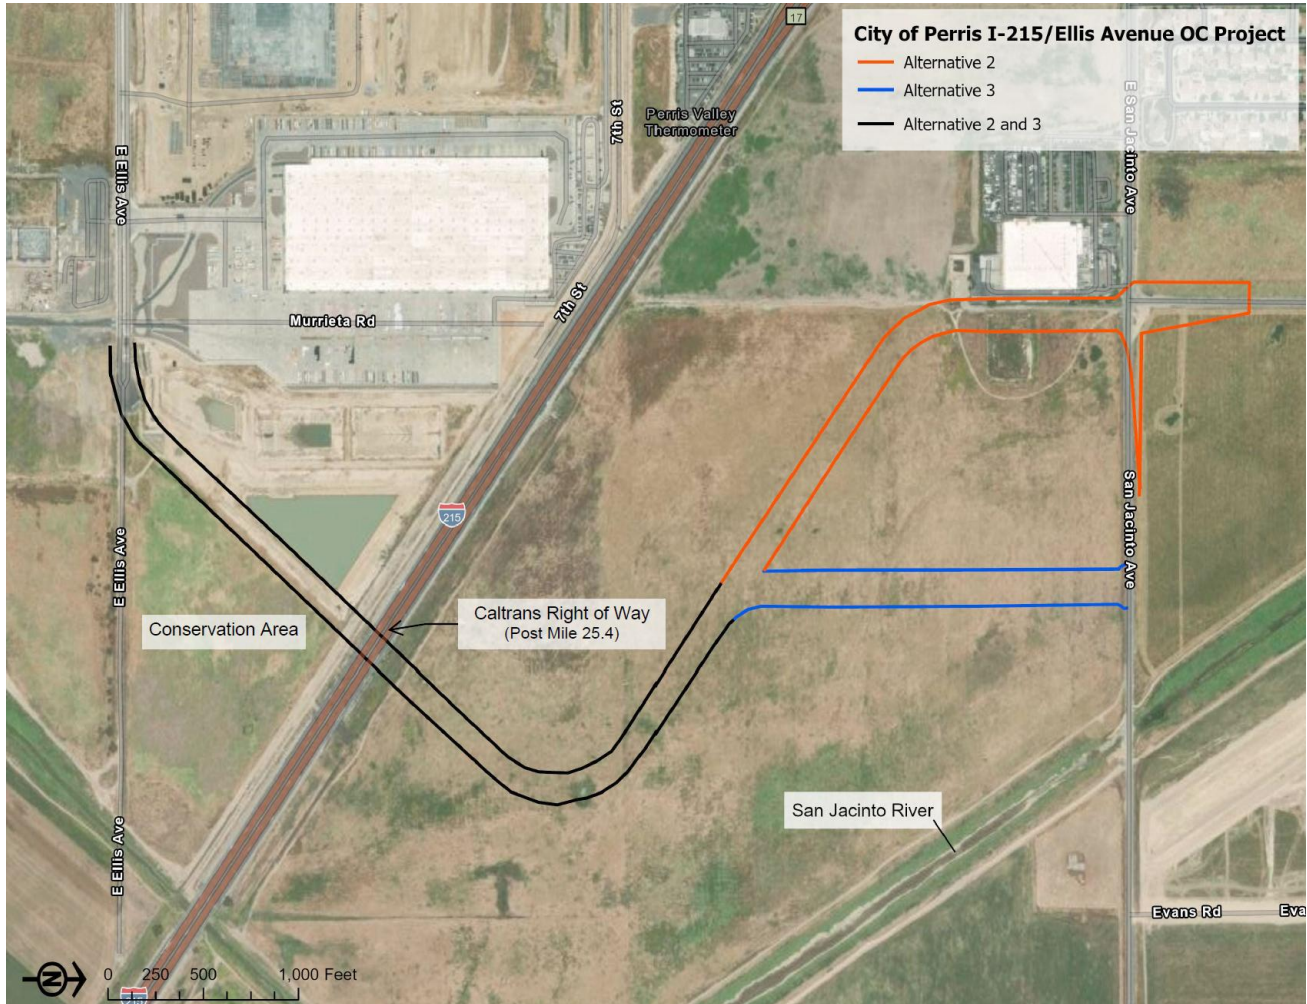 17
City of Perris I-215/Ellis Avenue OC Project
Alternative 2
Alternative 3
Alternative 2 and 3
E San Jacinto Ave
7th St
Perris Valley
Thermometer
E Ellis Ave
7th St
Murrieta Rd
San Jacinto Ave
215
E Ellis Ave
Conservation Area
Caltrans Right of Way
(Post Mile 25.4)
San Jacinto River
E Ellis Ave
Evans Rd
Eva
N
0 250 500 1,000 Feet
215